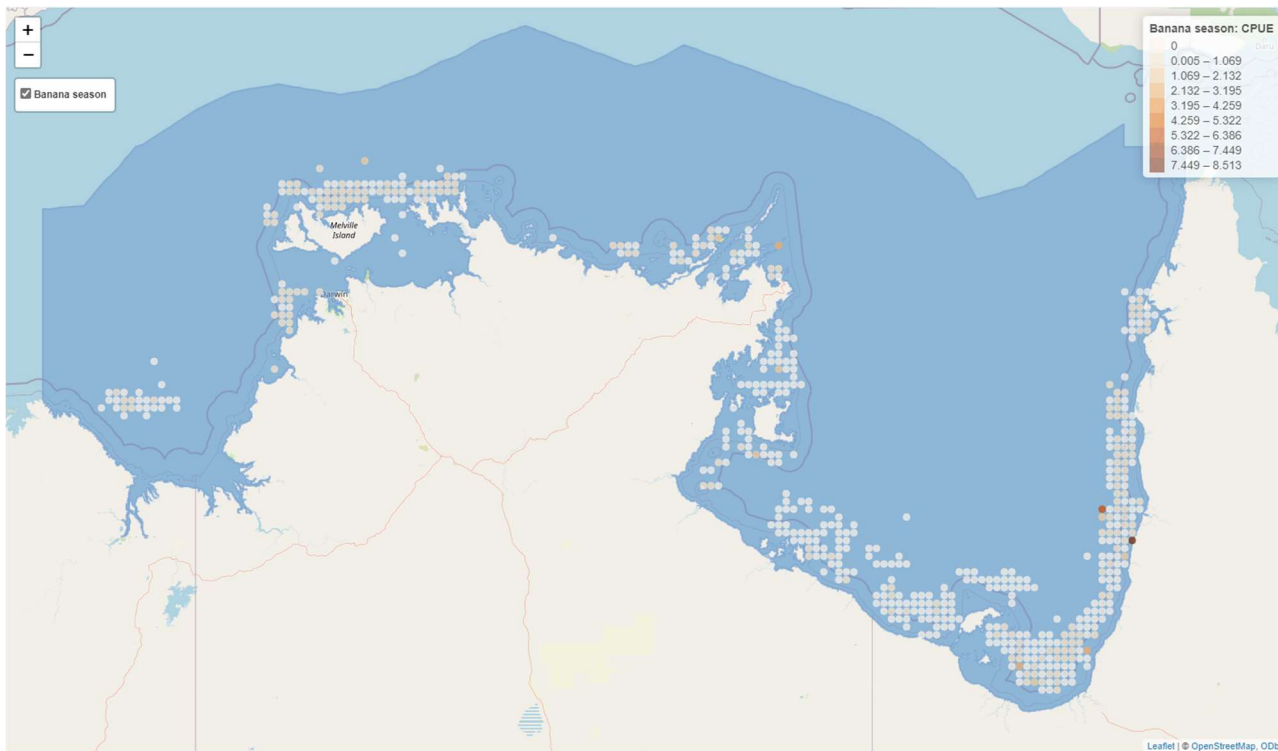 +
−
Banana season
Banana season: CPUE
0
0.005 – 1.069
1.069 – 2.132
2.132 – 3.195
3.195 – 4.259
4.259 – 5.322
5.322 – 6.386
6.386 – 7.449
7.449 – 8.513
Daru
Melville
Island
Darwin
Leaflet | © OpenStreetMap, ODb